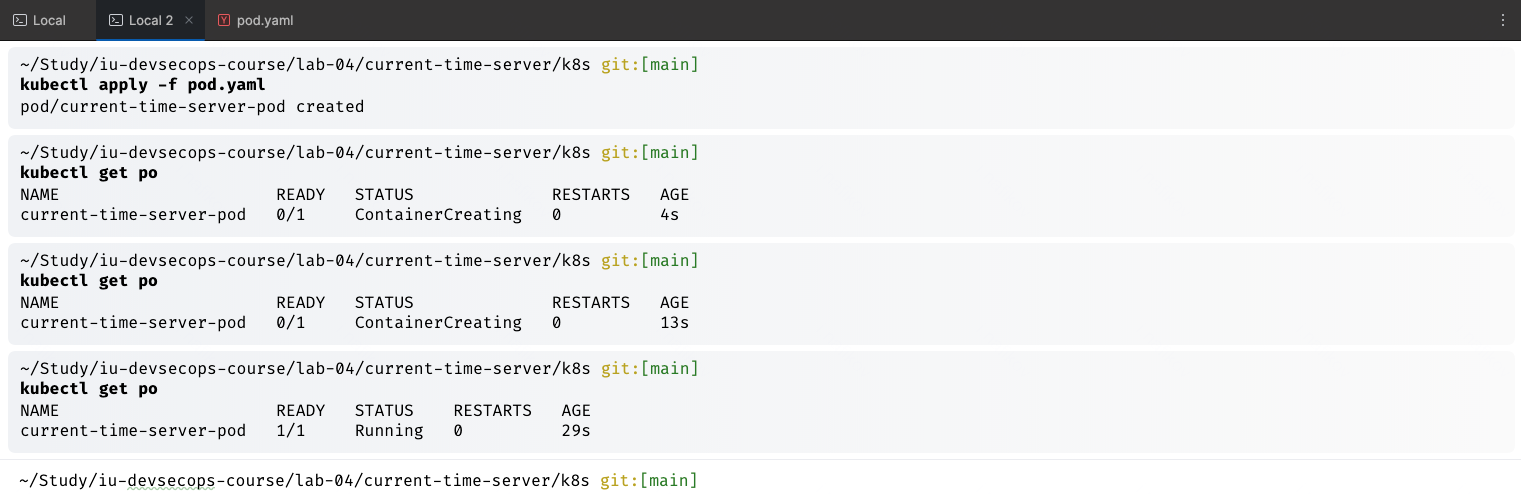 Local
Local 2
pod.yaml
~/Study/iu-devsecops-course/lab-04/current-time-server/k8s git:[main]
kubectl apply -f pod.yaml
pod/current-time-server-pod created
~/Study/iu-devsecops-course/lab-04/current-time-server/k8s git:[main]
kubectl get po
NAME                      READY   STATUS              RESTARTS   AGE
current-time-server-pod   0/1     ContainerCreating   0          4s
~/Study/iu-devsecops-course/lab-04/current-time-server/k8s git:[main]
kubectl get po
NAME                      READY   STATUS              RESTARTS   AGE
current-time-server-pod   0/1     ContainerCreating   0          13s
~/Study/iu-devsecops-course/lab-04/current-time-server/k8s git:[main]
kubectl get po
NAME                      READY   STATUS    RESTARTS   AGE
current-time-server-pod   1/1     Running   0          29s
~/Study/iu-devsecops-course/lab-04/current-time-server/k8s git:[main]